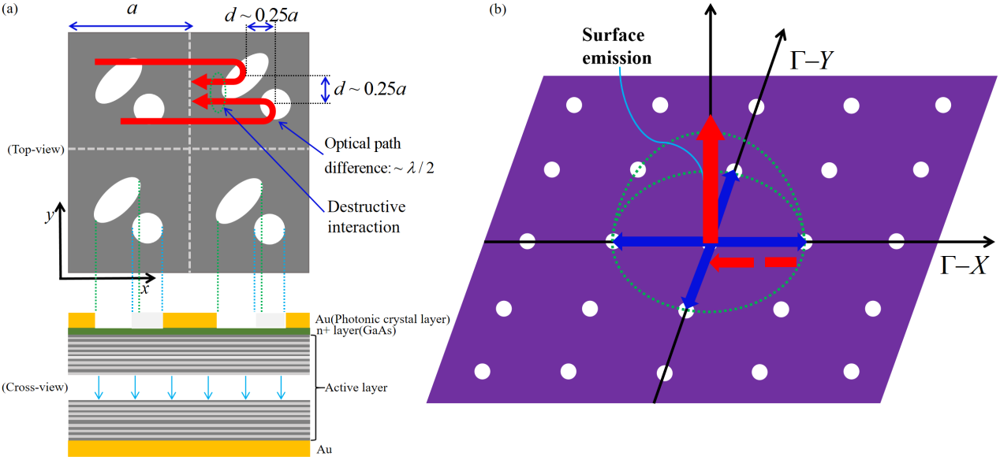 (a)
a
d ~ 0.25a
d ~ 0.25a
(Top-view)
Optical path
difference: ~ λ / 2
Destructive
interaction
y
x
Au(Photonic crystal layer)
n+ layer(GaAs)
(Cross-view)
Active layer
Au
(b)
Surface
emission
Γ–Y
Γ–X